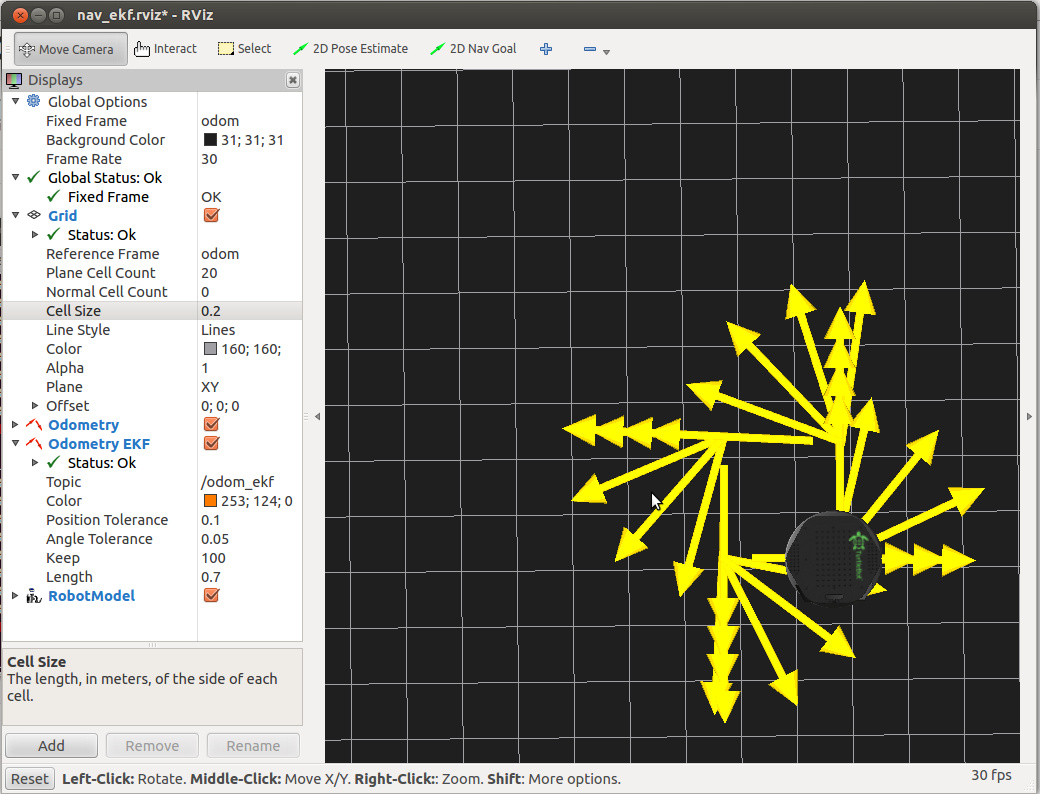 nav_ekf.rviz* - RViz
Move Camera Interact Select 2D Pose Estimate 2D Nav Goal
Displays
Global Options
Fixed Frame odom
Background Color 31; 31; 31
Frame Rate 30
Global Status: Ok
Fixed Frame OK
Grid
Status: Ok
Reference Frame odom
Plane Cell Count 20
Normal Cell Count 0
Cell Size 0.2
Line Style Lines
Color 160; 160;
Alpha 1
Plane XY
Offset 0; 0; 0
Odometry
Odometry EKF
Status: Ok
Topic /odom_ekf
Color 253; 124; 0
Position Tolerance 0.1
Angle Tolerance 0.05
Keep 100
Length 0.7
RobotModel
Cell Size
The length, in meters, of the side of each
cell.
Add Remove Rename
Reset Left-Click: Rotate. Middle-Click: Move X/Y. Right-Click:: Zoom. Shift: More options. 30 fps